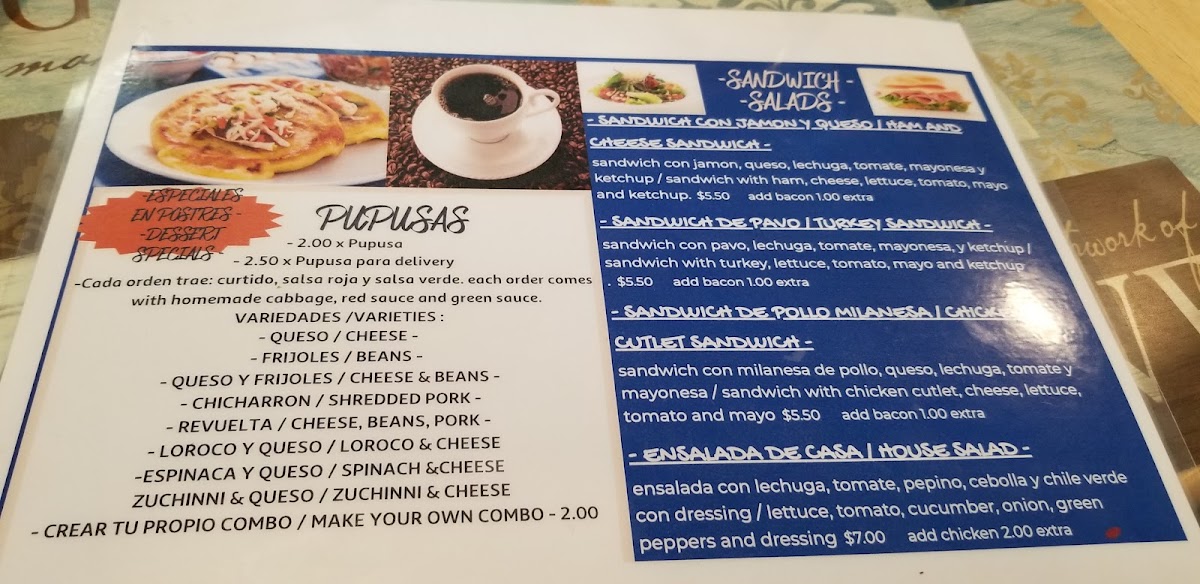 ma
- ESPECIALES
EN POSTRES -
- DESSERT
SPECIALS -
PUPUSAS
- 2.00 x Pupusa
- 2.50 x Pupusa para delivery
-Cada orden trae: curtido, salsa roja y salsa verde. each order comes
with homemade cabbage, red sauce and green sauce.
VARIEDADES /VARIETIES :
- QUESO / CHEESE -
- FRIJOLES / BEANS -
- QUESO Y FRIJOLES / CHEESE & BEANS -
- CHICHARRON / SHREDDED PORK -
- REVUELTA / CHEESE, BEANS, PORK -
- LOROCO Y QUESO / LOROCO & CHEESE
-ESPINACA Y QUESO / SPINACH &CHEESE
ZUCHINNI & QUESO / ZUCHINNI & CHEESE
- CREAR TU PROPIO COMBO / MAKE YOUR OWN COMBO - 2.00
-SANDWICH -
-SALADS-
- SANDWICH CON JAMON Y QUESO / HAM AND
CHEESE SANDWICH -
sandwich con jamon, queso, lechuga, tomate, mayonesa y
ketchup / sandwich with ham, cheese, lettuce, tomato, mayo
and ketchup. $5.50 add bacon 1.00 extra
- SANDWICH DE PAVO / TURKEY SANDWICH -
sandwich con pavo, lechuga, tomate, mayonesa, y ketchup /
sandwich with turkey, lettuce, tomato, mayo and ketchup
. $5.50 add bacon 1.00 extra
- SANDWICH DE POLLO MILANESA / CHICKEN
CUTLET SANDWICH -
sandwich con milanesa de pollo, queso, lechuga, tomate y
mayonesa / sandwich with chicken cutlet, cheese, lettuce,
tomato and mayo $5.50 add bacon 1.00 extra
- ENSALADA DE CASA / HOUSE SALAD -
ensalada con lechuga, tomate, pepino, cebolla y chile verde
con dressing / lettuce, tomato, cucumber, onion, green
peppers and dressing $7.00 add chicken 2.00 extra
work of